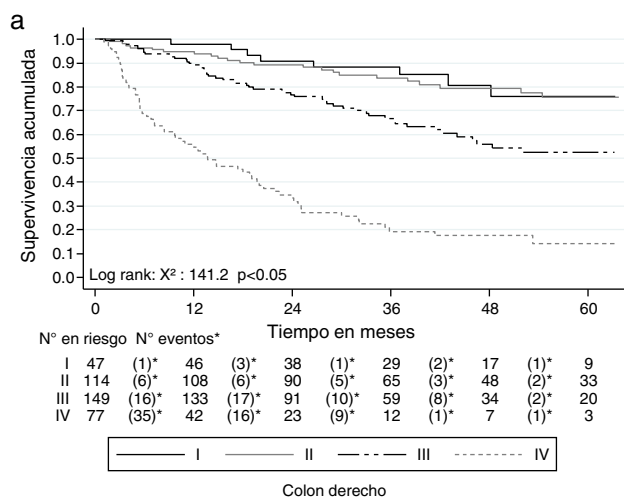 a
Supervivencia acumulada
1.0
0.9
0.8
0.7
0.6
0.5
0.4
0.3
0.2
0.1
0.0
Log rank: X² : 141.2 p<0.05
0 12 24 36 48 60
Tiempo en meses
N° en riesgo N° eventos*
I 47 (1)* 46 (3)* 38 (1)* 29 (2)* 17 (1)* 9
II 114 (6)* 108 (6)* 90 (5)* 65 (3)* 48 (2)* 33
III 149 (16)* 133 (17)* 91 (10)* 59 (8)* 34 (2)* 20
IV 77 (35)* 42 (16)* 23 (9)* 12 (1)* 7 (1)* 3
I II III IV
Colon derecho